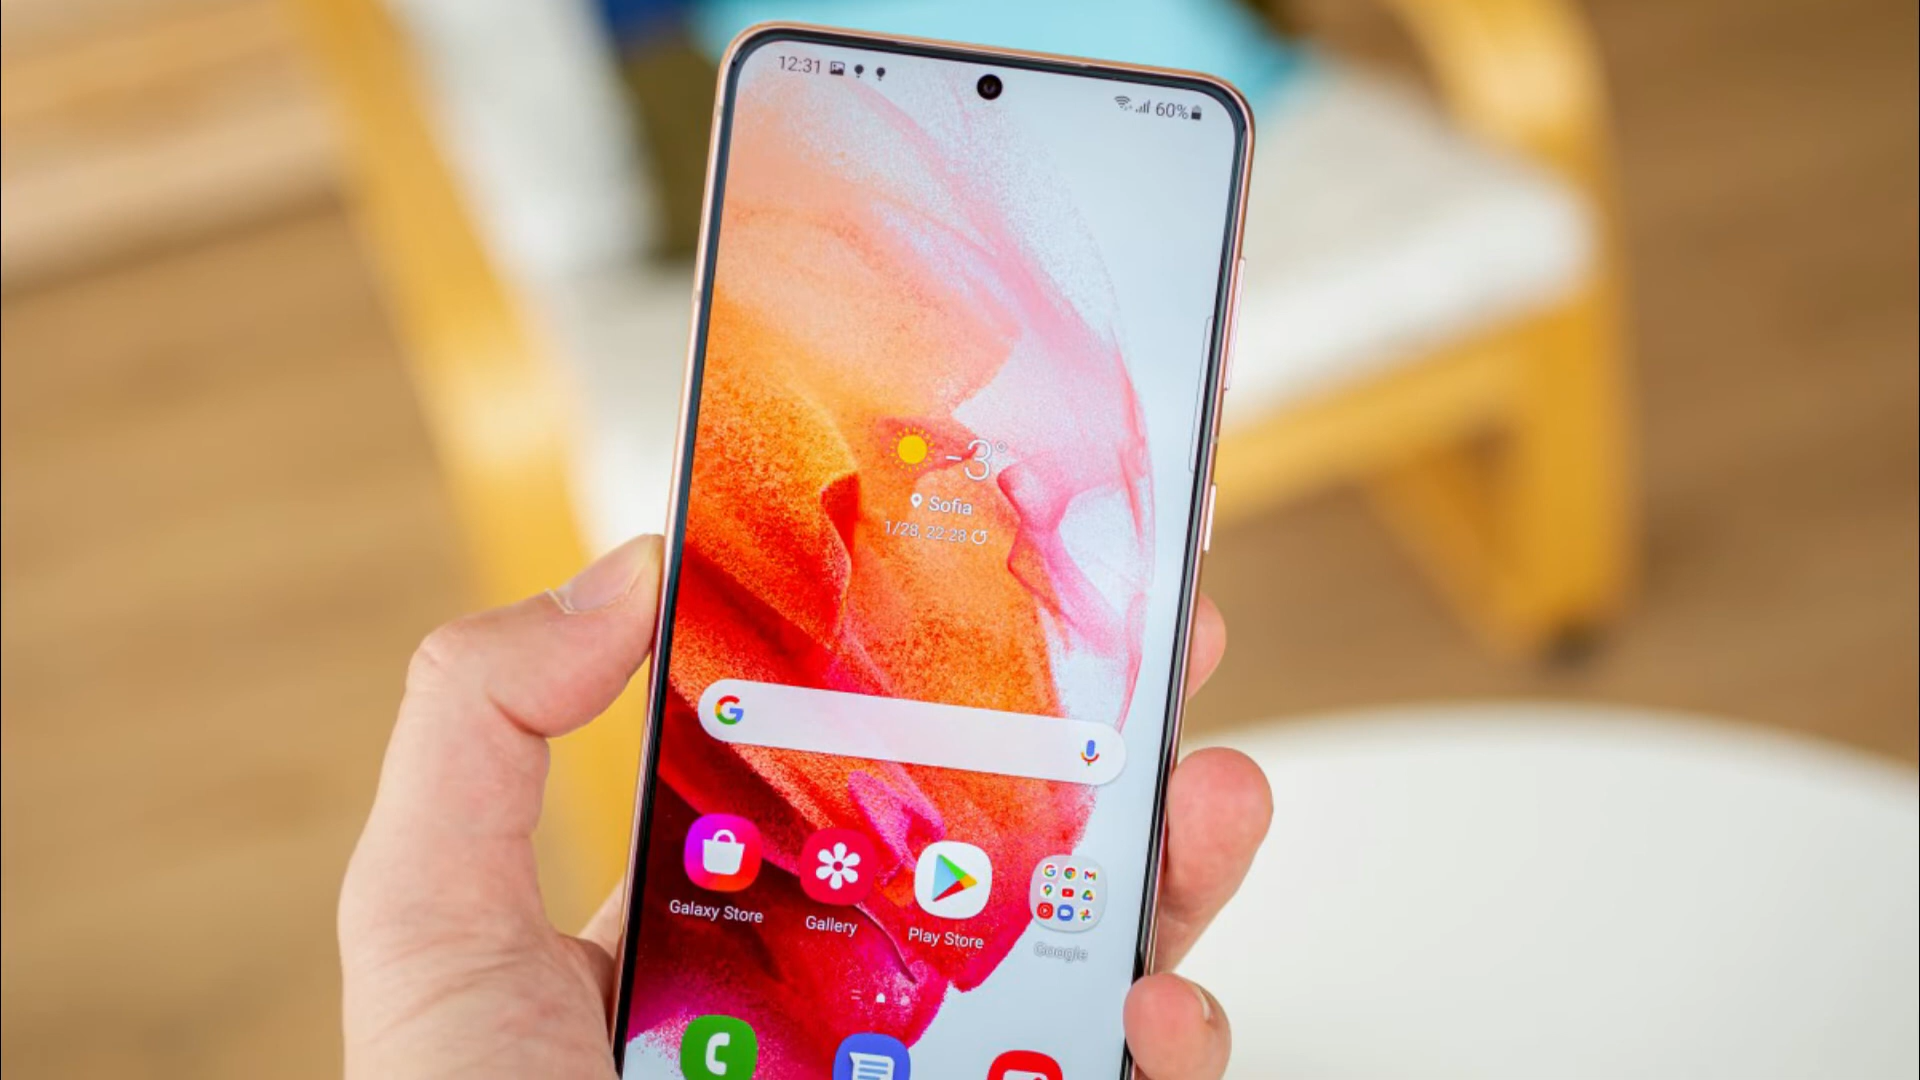 12:31
60%
-3°
Sofia
1/28, 22:28
G
Galaxy Store
Gallery
Play Store
Google